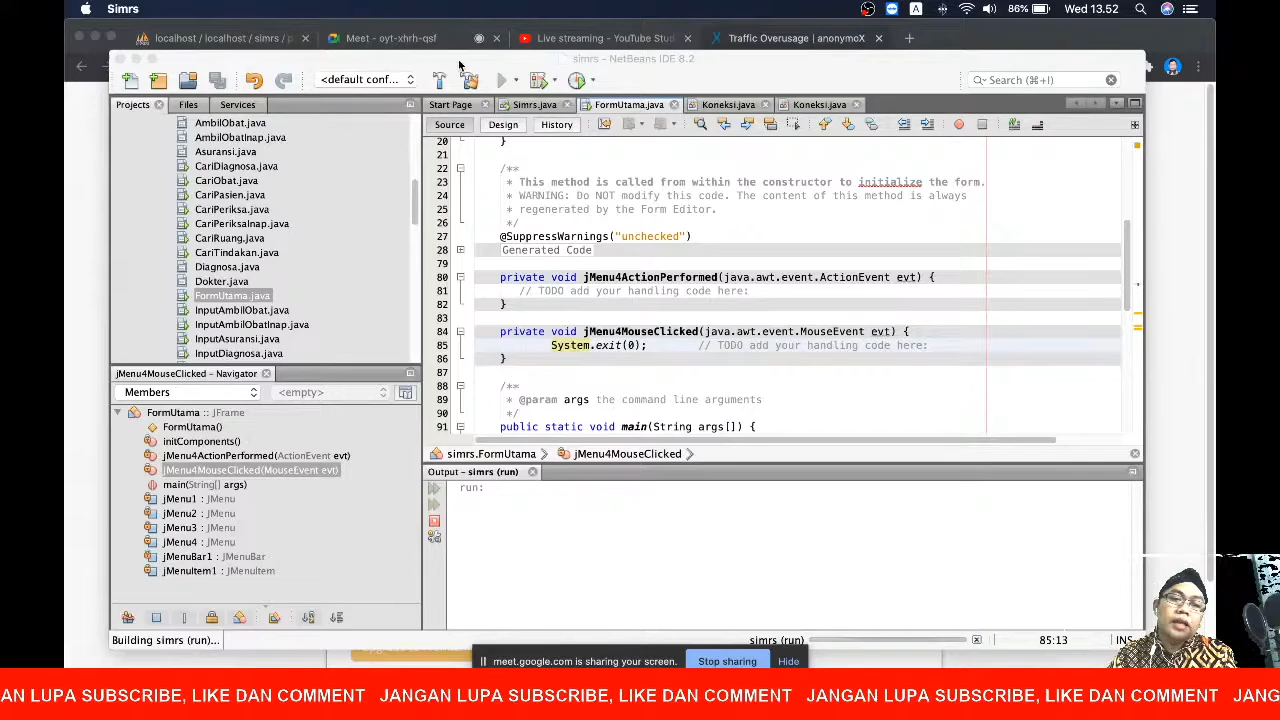 Simrs
86%
Wed 13.52
localhost / localhost / simrs / p
Meet - oyt-xhrh-qsf
Live streaming - YouTube Stud
Traffic Overusage | anonymoX
simrs - NetBeans IDE 8.2
<default conf...
Search (⌘+I)
Projects
Files
Services
Start Page
Simrs.java
FormUtama.java
Koneksi.java
Koneksi.java
Source
Design
History
AmbilObat.java
AmbilObatInap.java
Asuransi.java
CariDiagnosa.java
CariObat.java
CariPasien.java
CariPeriksa.java
CariPeriksaInap.java
CariRuang.java
CariTindakan.java
Diagnosa.java
Dokter.java
FormUtama.java
InputAmbilObat.java
InputAmbilObatInap.java
InputAsuransi.java
InputDiagnosa.java
20 }
21
22 /**
23 * This method is called from within the constructor to initialize the form.
24 * WARNING: Do NOT modify this code. The content of this method is always
25 * regenerated by the Form Editor.
26 */
27 @SuppressWarnings("unchecked")
28 Generated Code
79
80 private void jMenu4ActionPerformed(java.awt.event.ActionEvent evt) {
81 // TODO add your handling code here:
82 }
83
84 private void jMenu4MouseClicked(java.awt.event.MouseEvent evt) {
85 System.exit(0); // TODO add your handling code here:
86 }
87
88 /**
89 * @param args the command line arguments
90 */
91 public static void main(String args[]) {
simrs.FormUtama
jMenu4MouseClicked
jMenu4MouseClicked - Navigator
Members
<empty>
FormUtama :: JFrame
FormUtama()
initComponents()
jMenu4ActionPerformed(ActionEvent evt)
jMenu4MouseClicked(MouseEvent evt)
main(String[] args)
jMenu1 : JMenu
jMenu2 : JMenu
jMenu3 : JMenu
jMenu4 : JMenu
jMenuBar1 : JMenuBar
jMenuItem1 : JMenuItem
Output - simrs (run)
run:
Building simrs (run)...
simrs (run)
85:13
INS
meet.google.com is sharing your screen.
Stop sharing
Hide
AN LUPA SUBSCRIBE, LIKE DAN COMMENT JANGAN LUPA SUBSCRIBE, LIKE DAN COMMENT JANG